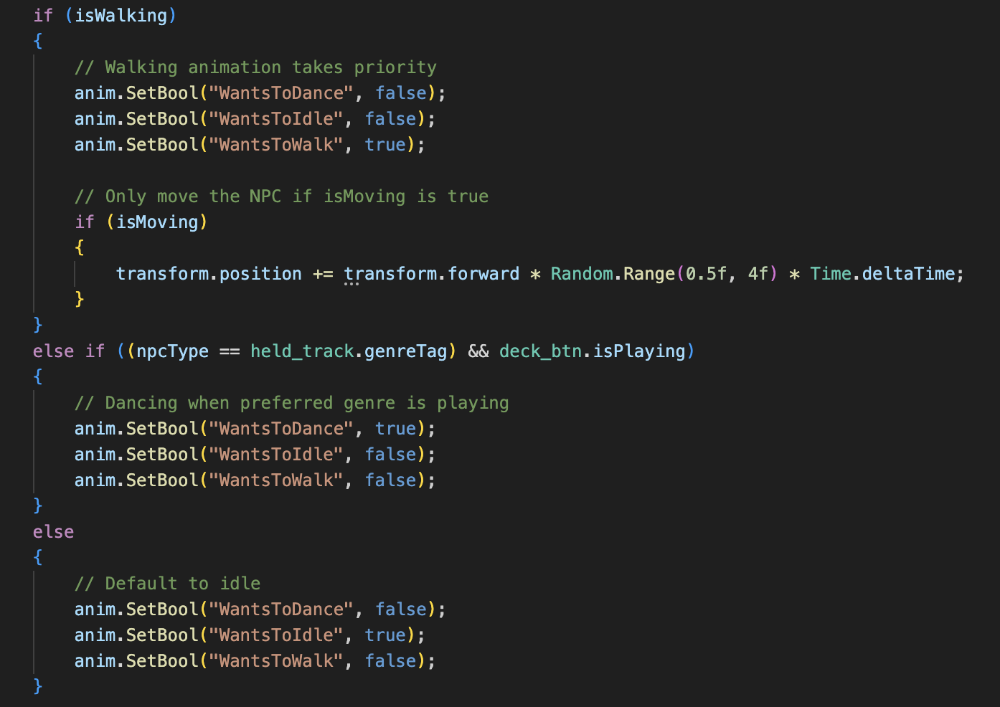 if (isWalking)
{
    // Walking animation takes priority
    anim.SetBool("WantsToDance", false);
    anim.SetBool("WantsToIdle", false);
    anim.SetBool("WantsToWalk", true);

    // Only move the NPC if isMoving is true
    if (isMoving)
    {
        transform.position += transform.forward * Random.Range(0.5f, 4f) * Time.deltaTime;
    }
}
else if ((npcType == held_track.genreTag) && deck_btn.isPlaying)
{
    // Dancing when preferred genre is playing
    anim.SetBool("WantsToDance", true);
    anim.SetBool("WantsToIdle", false);
    anim.SetBool("WantsToWalk", false);
}
else
{
    // Default to idle
    anim.SetBool("WantsToDance", false);
    anim.SetBool("WantsToIdle", true);
    anim.SetBool("WantsToWalk", false);
}